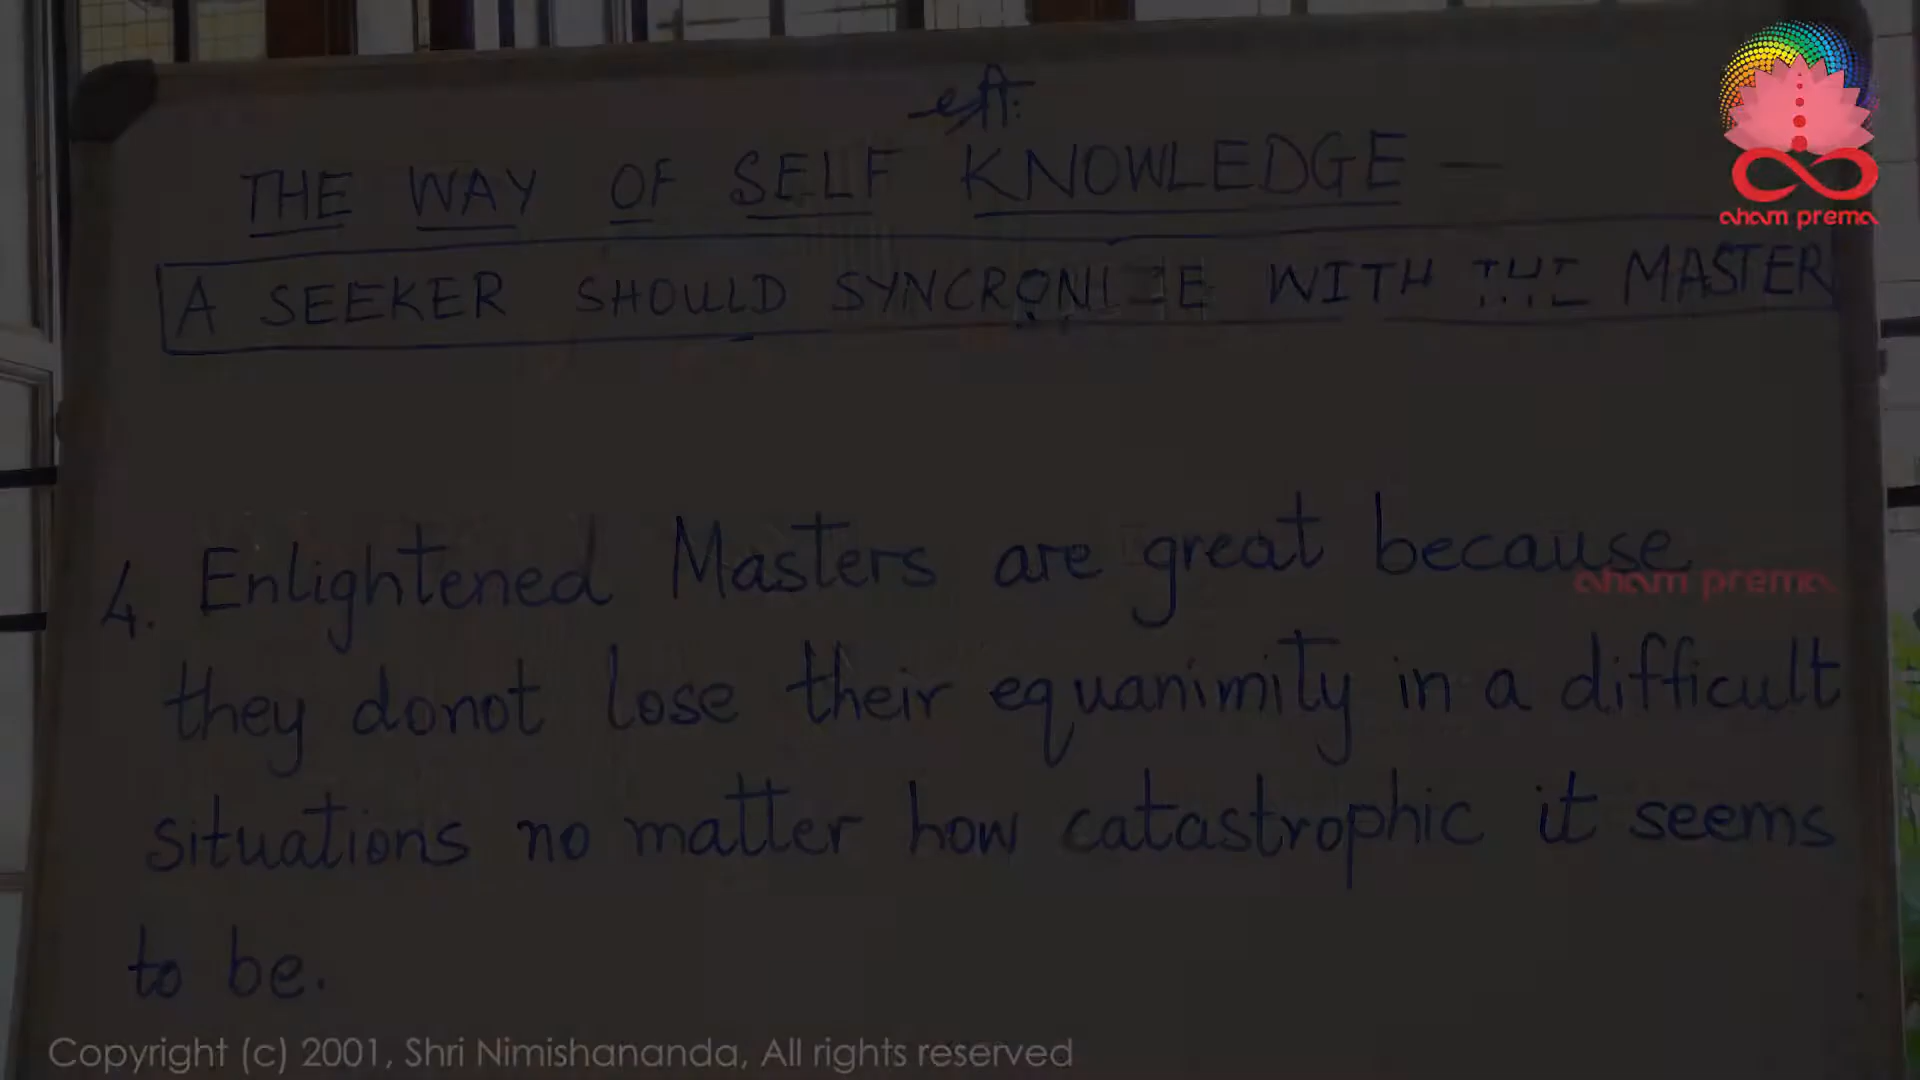 THE WAY OF SELF KNOWLEDGE —
A SEEKER SHOULD SYNCRONIZE WITH THE MASTER
aham prema
4. Enlightened Masters are great because
aham prema
they donot lose their equanimity in a difficult
situations no matter how catastrophic it seems
to be.
Copyright (c) 2001, Shri Nimishananda, All rights reserved